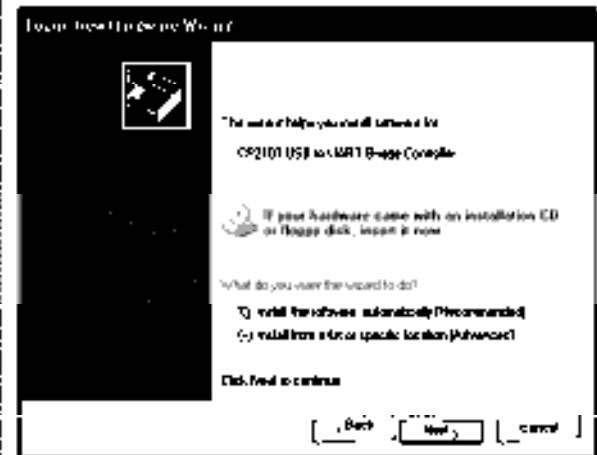 Found New Hardware Wizard
This wizard helps you install software for:
CP2101 USB to UART Bridge Controller
If your hardware came with an installation CD
or floppy disk, insert it now.
What do you want the wizard to do?
Install the software automatically (Recommended)
Install from a list or specific location (Advanced)
Click Next to continue.
< Back
Next >
Cancel